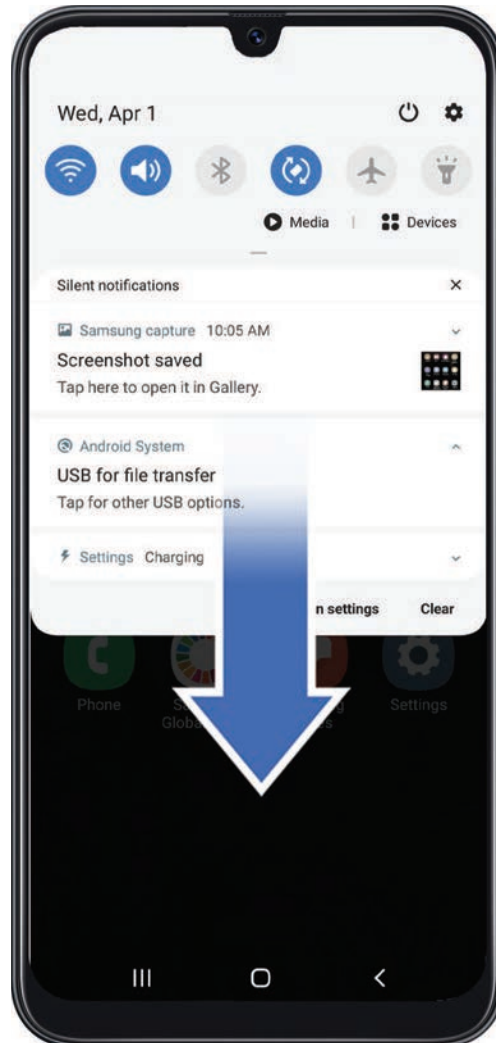 Wed, Apr 1
Media | Devices
Silent notifications
Samsung capture 10:05 AM
Screenshot saved
Tap here to open it in Gallery.
Android System
USB for file transfer
Tap for other USB options.
Settings Charging
settings Clear
Phone Settings